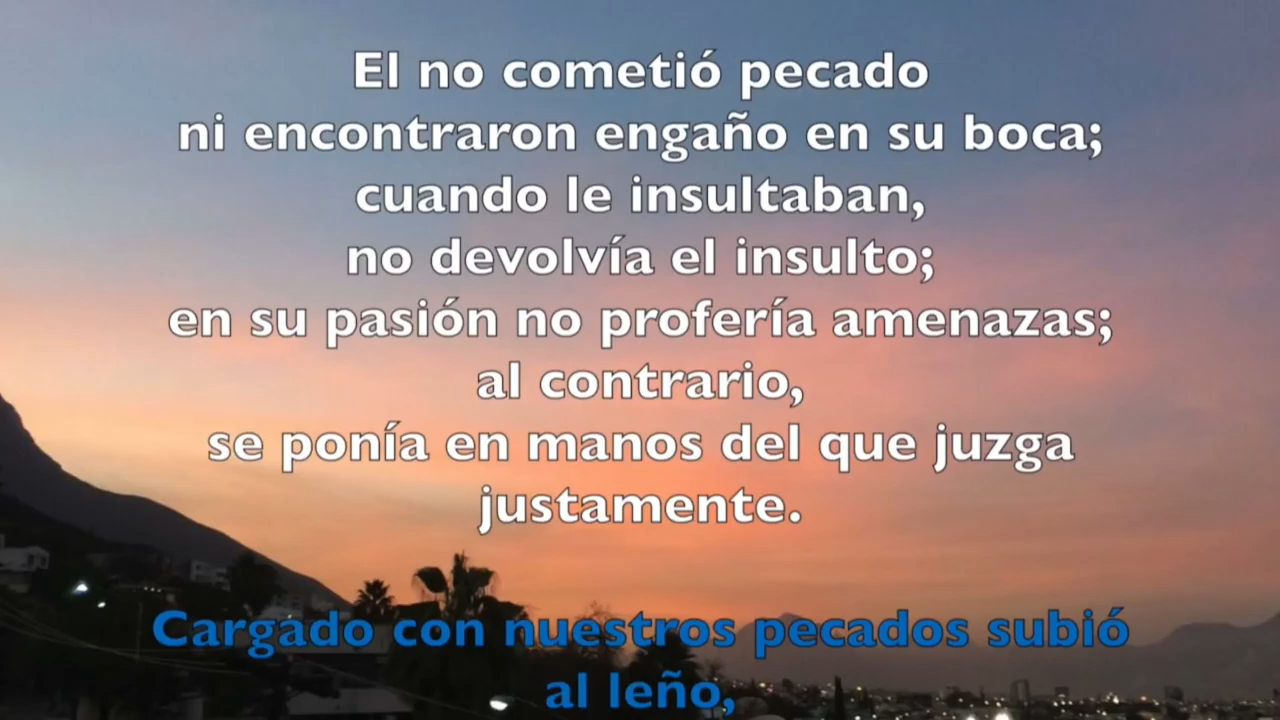 El no cometió pecado
ni encontraron engaño en su boca;
cuando le insultaban,
no devolvía el insulto;
en su pasión no profería amenazas;
al contrario,
se ponía en manos del que juzga
justamente.
Cargado con nuestros pecados subió
al leño,